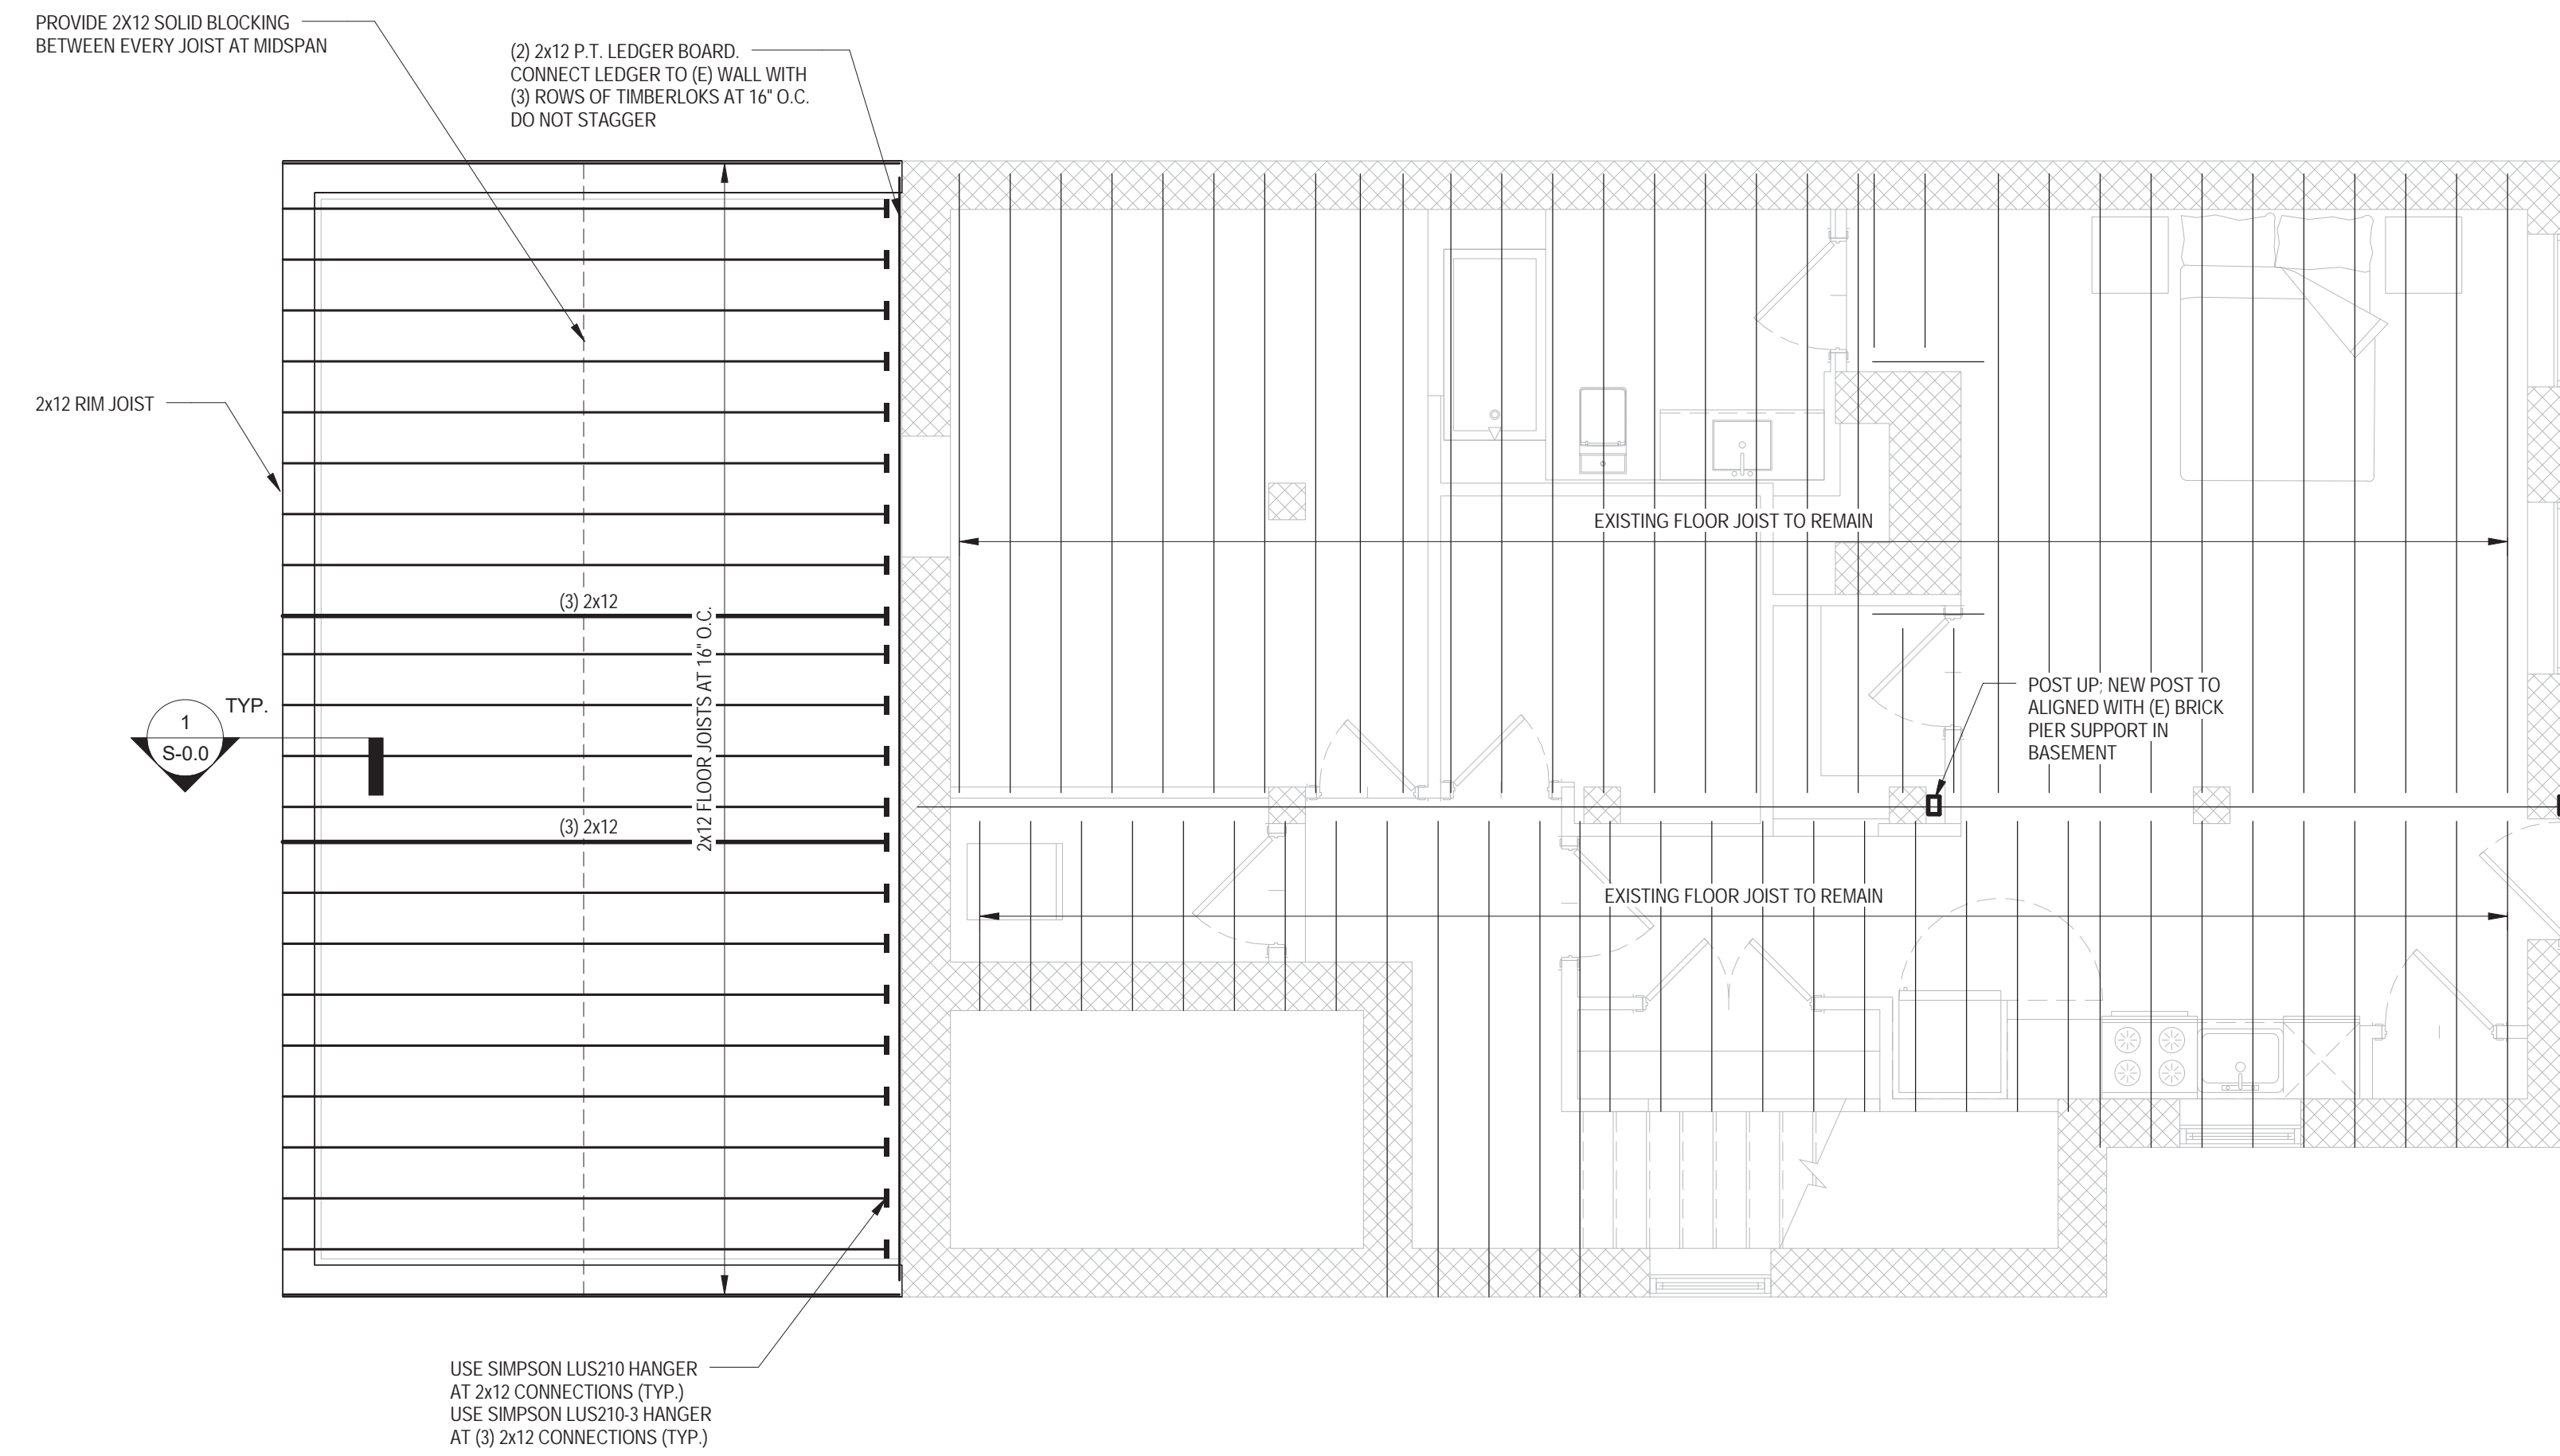 PROVIDE 2X12 SOLID BLOCKING
BETWEEN EVERY JOIST AT MIDSPAN
(2) 2x12 P.T. LEDGER BOARD.
CONNECT LEDGER TO (E) WALL WITH
(3) ROWS OF TIMBERLOKS AT 16" O.C.
DO NOT STAGGER
2x12 RIM JOIST
EXISTING FLOOR JOIST TO REMAIN
(3) 2x12
2x12 FLOOR JOISTS AT 16" O.C.
TYP.
1
S-0.0
POST UP; NEW POST TO
ALIGNED WITH (E) BRICK
PIER SUPPORT IN
BASEMENT
(3) 2x12
EXISTING FLOOR JOIST TO REMAIN
USE SIMPSON LUS210 HANGER
AT 2x12 CONNECTIONS (TYP.)
USE SIMPSON LUS210-3 HANGER
AT (3) 2x12 CONNECTIONS (TYP.)